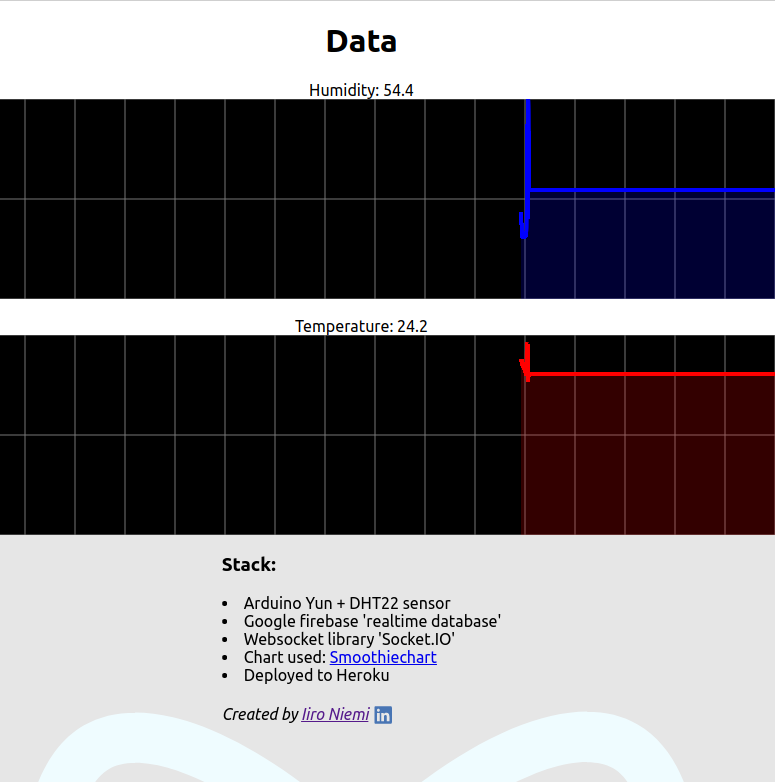 Data
Humidity: 54.4
Temperature: 24.2
Stack:
• Arduino Yun + DHT22 sensor
• Google firebase 'realtime database'
• Websocket library 'Socket.IO'
• Chart used: Smoothiechart
• Deployed to Heroku
Created by Iiro Niemi in